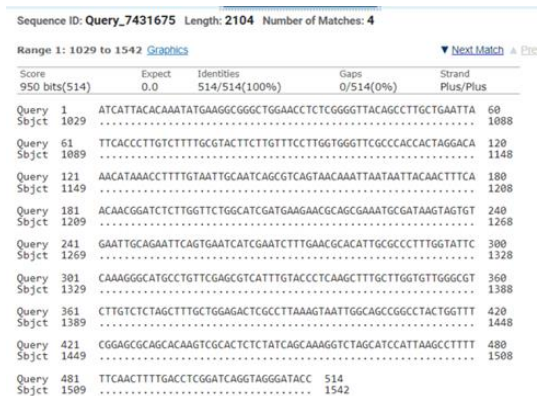 Sequence ID: Query_7431675 Length: 2104 Number of Matches: 4
Range 1: 1029 to 1542 Graphics ▼ Next Match ▲ Pre
Score Expect Identities Gaps Strand
950 bits(514) 0.0 514/514(100%) 0/514(0%) Plus/Plus
Query 1 ATCATTACACAAATATGAAGGCGGGCTGGAACCTCTCGGGGTTACAGCCTTGCTGAATTA 60
Sbjct 1029 ............................................................ 1088
Query 61 TTCACCCTTGTCTTTTGCGTACTTCTTGTTTCCTTGGTGGGTTCGCCCACCACTAGGACA 120
Sbjct 1089 ............................................................ 1148
Query 121 AACATAAACCTTTTGTAATTGCAATCAGCGTCAGTAACAAATTAATAATTACAACTTTCA 180
Sbjct 1149 ............................................................ 1208
Query 181 ACAACGGATCTCTTGGTTCTGGCATCGATGAAGAACGCAGCGAAATGCGATAAGTAGTGT 240
Sbjct 1209 ............................................................ 1268
Query 241 GAATTGCAGAATTCAGTGAATCATCGAATCTTTGAACGCACATTGCGCCCTTTGGTATTC 300
Sbjct 1269 ............................................................ 1328
Query 301 CAAAGGGCATGCCTGTTCGAGCGTCATTTGTACCCTCAAGCTTTGCTTGGTGTTGGGCGT 360
Sbjct 1329 ............................................................ 1388
Query 361 CTTGTCTCTAGCTTTGCTGGAGACTCGCCTTAAAGTAATTGGCAGCCGGCCTACTGGTTT 420
Sbjct 1389 ............................................................ 1448
Query 421 CGGAGCGCAGCACAAGTCGCACTCTCTATCAGCAAAGGTCTAGCATCCATTAAGCCTTTT 480
Sbjct 1449 ............................................................ 1508
Query 481 TTCAACTTTTGACCTCGGATCAGGTAGGGATACC 514
Sbjct 1509 .................................. 1542